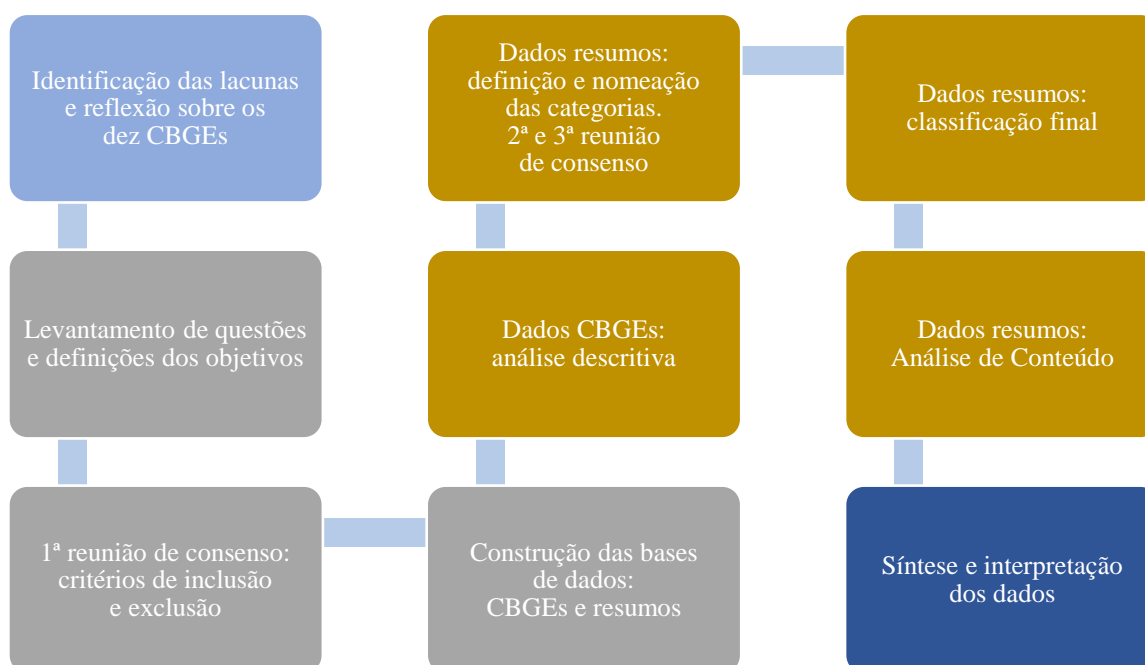 Identificação das lacunas
e reflexão sobre os
dez CBGEs
Levantamento de questões
e definições dos objetivos
1ª reunião de consenso:
critérios de inclusão
e exclusão
Construção das bases
de dados:
CBGEs e resumos
Dados CBGEs:
análise descritiva
Dados resumos:
definição e nomeação
das categorias.
2ª e 3ª reunião
de consenso
Dados resumos:
classificação final
Dados resumos:
Análise de Conteúdo
Síntese e interpretação
dos dados